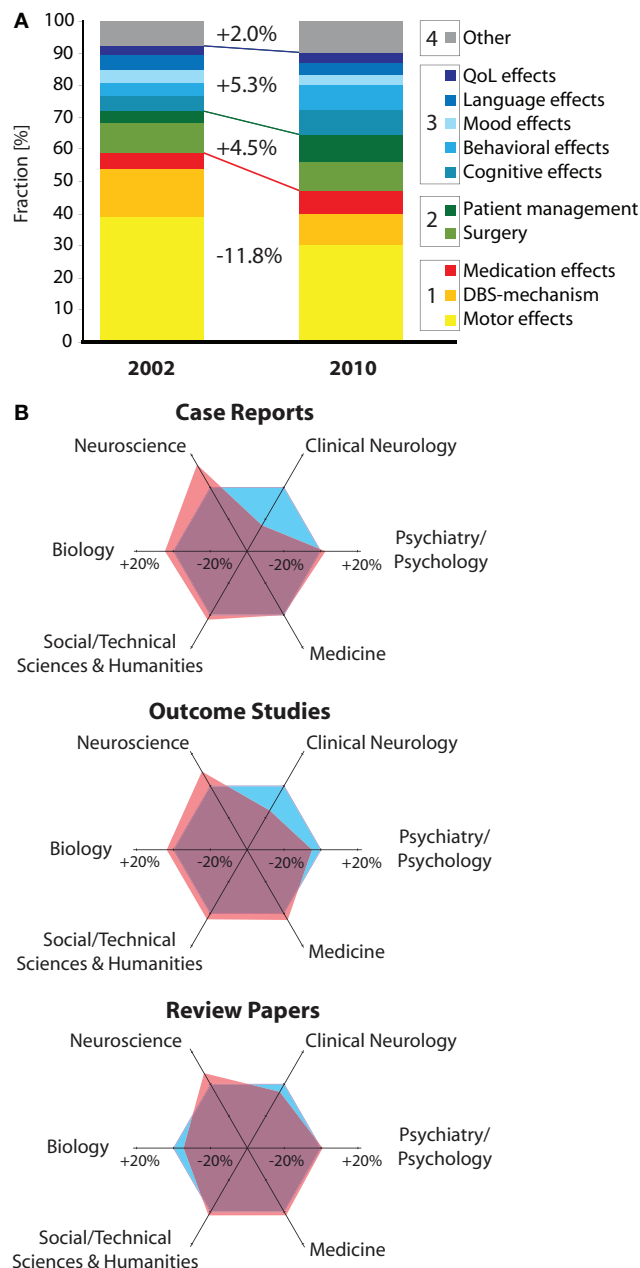 A
Fraction [%]
100
90
80
70
60
50
40
30
20
10
0
+2.0%
+5.3%
+4.5%
-11.8%
2002
2010
4
Other
3
QoL effects
Language effects
Mood effects
Behavioral effects
Cognitive effects
2
Patient management
Surgery
1
Medication effects
DBS-mechanism
Motor effects
B
Case Reports
Neuroscience
Clinical Neurology
Biology
+20%
-20%
-20%
+20%
Psychiatry/
Psychology
Social/Technical
Sciences & Humanities
Medicine
Outcome Studies
Neuroscience
Clinical Neurology
Biology
+20%
-20%
-20%
+20%
Psychiatry/
Psychology
Social/Technical
Sciences & Humanities
Medicine
Review Papers
Neuroscience
Clinical Neurology
Biology
+20%
-20%
-20%
+20%
Psychiatry/
Psychology
Social/Technical
Sciences & Humanities
Medicine